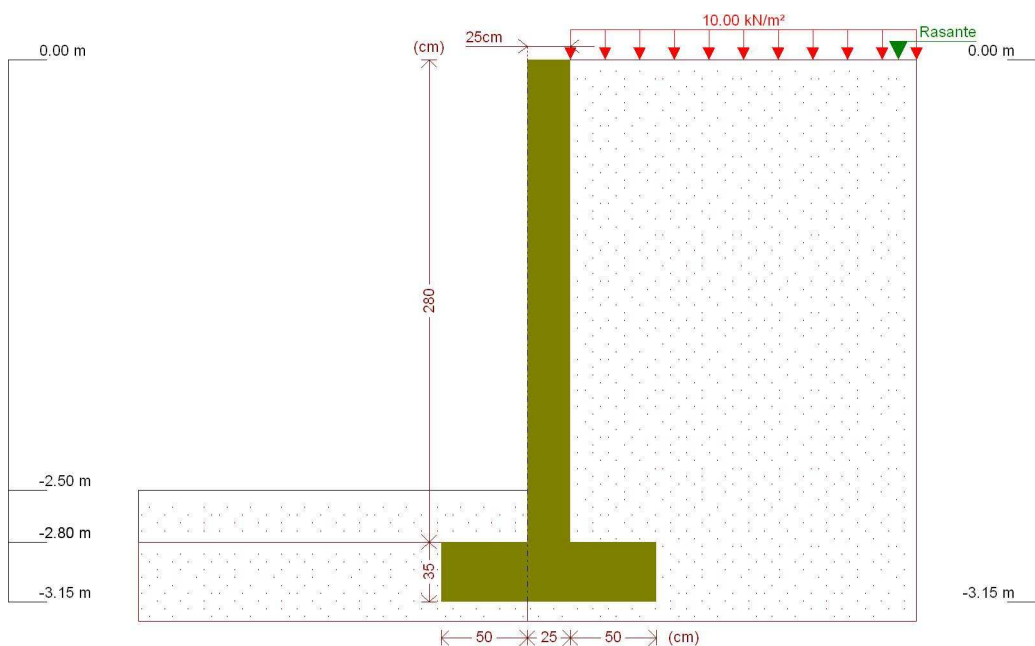 10.00 kN/m²
Rasante
25cm
(cm)
0.00 m
0.00 m
280
-2.50 m
-2.80 m
35
-3.15 m
-3.15 m
50
25
50
(cm)